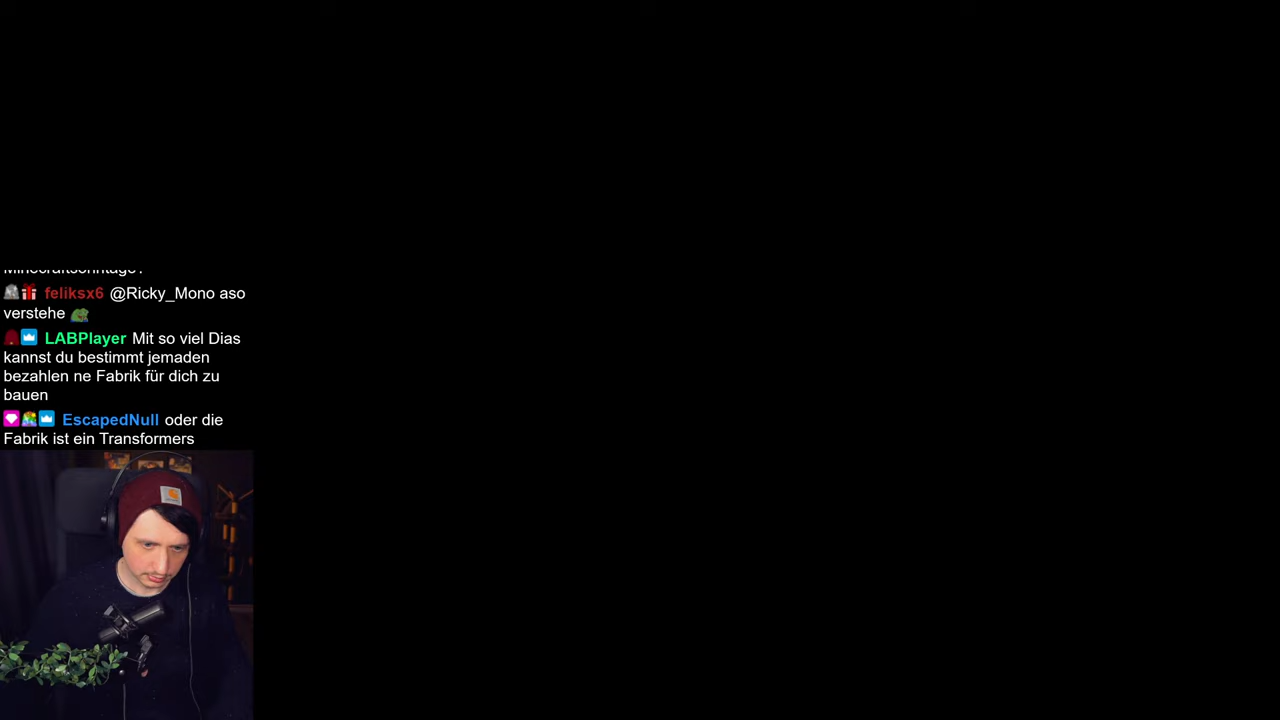 Minecraftsonntage?
feliksx6 @Ricky_Mono aso
verstehe
LABPlayer Mit so viel Dias
kannst du bestimmt jemaden
bezahlen ne Fabrik für dich zu
bauen
EscapedNull oder die
Fabrik ist ein Transformers